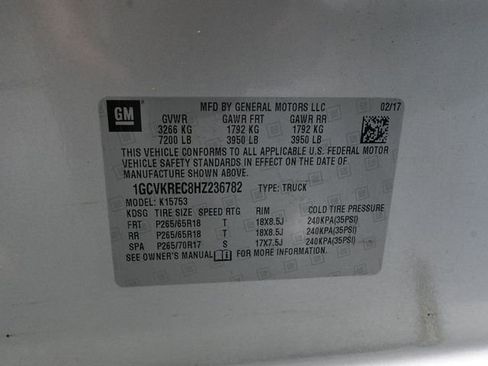 GM
MFD BY GENERAL MOTORS LLC 02/17
GVWR GAWR FRT GAWR RR
3266 KG 1792 KG 1792 KG
7200 LB 3950 LB 3950 LB
THIS VEHICLE CONFORMS TO ALL APPLICABLE U.S. FEDERAL MOTOR
VEHICLE SAFETY STANDARDS IN EFFECT ON THE DATE OF
MANUFACTURE SHOWN ABOVE.
1GCVKREC8HZ236782 TYPE: TRUCK
MODEL: K15753
KDSG TIRE SIZE SPEED RTG RIM COLD TIRE PRESSURE
FRT P265/65R18 T 18X8.5J 240KPA(35PSI)
RR P265/65R18 T 18X8.5J 240KPA(35PSI)
SPA P265/70R17 S 17X7.5J 240KPA(35PSI)
SEE OWNER'S MANUAL FOR MORE INFORMATION.